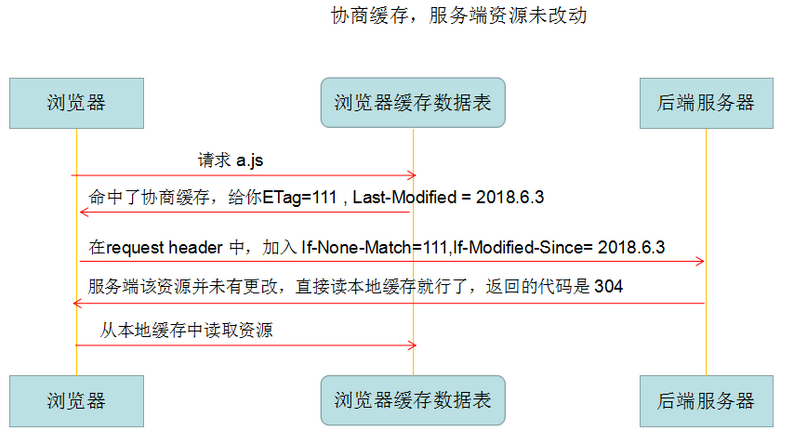 协商缓存，服务端资源未改动
浏览器
浏览器缓存数据表
后端服务器
请求 a.js
命中了协商缓存，给你ETag=111 , Last-Modified = 2018.6.3
在request header 中，加入 If-None-Match=111,If-Modified-Since= 2018.6.3
服务端该资源并未有更改，直接读本地缓存就行了，返回的代码是 304
从本地缓存中读取资源
浏览器
浏览器缓存数据表
后端服务器